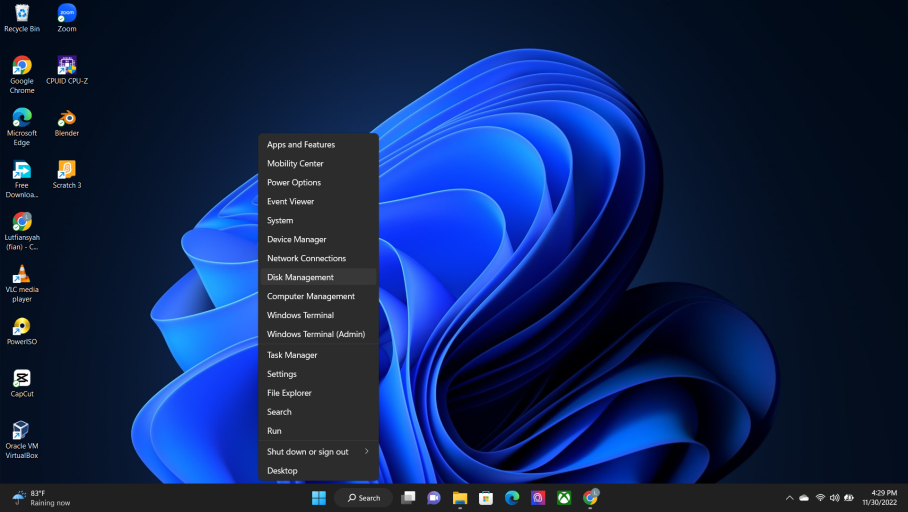 Recycle Bin
zoom
Zoom
Google
Chrome
CPUID CPU-Z
Microsoft
Edge
Blender
Free
Downloa...
Scratch 3
Lutfiansyah
(fian) - C...
VLC media
player
PowerISO
CapCut
Oracle VM
VirtualBox
Apps and Features
Mobility Center
Power Options
Event Viewer
System
Device Manager
Network Connections
Disk Management
Computer Management
Windows Terminal
Windows Terminal (Admin)
Task Manager
Settings
File Explorer
Search
Run
Shut down or sign out
Desktop
83°F
Raining now
Search
4:29 PM
11/30/2022